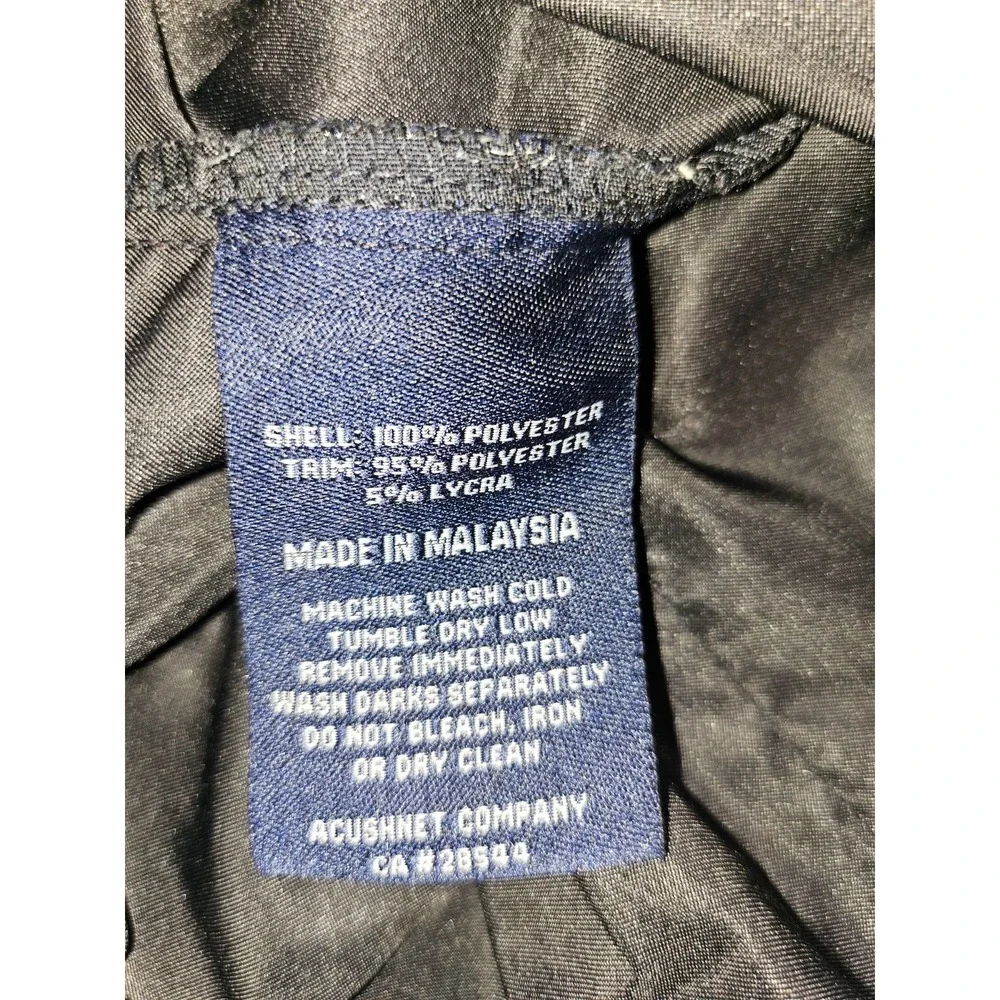 SHELL: 100% POLYESTER
TRIM: 95% POLYESTER
5% LYCRA
MADE IN MALAYSIA
MACHINE WASH COLD
TUMBLE DRY LOW
REMOVE IMMEDIATELY
WASH DARKS SEPARATELY
DO NOT BLEACH, IRON
OR DRY CLEAN
ACUSHNET COMPANY
CA # 28544